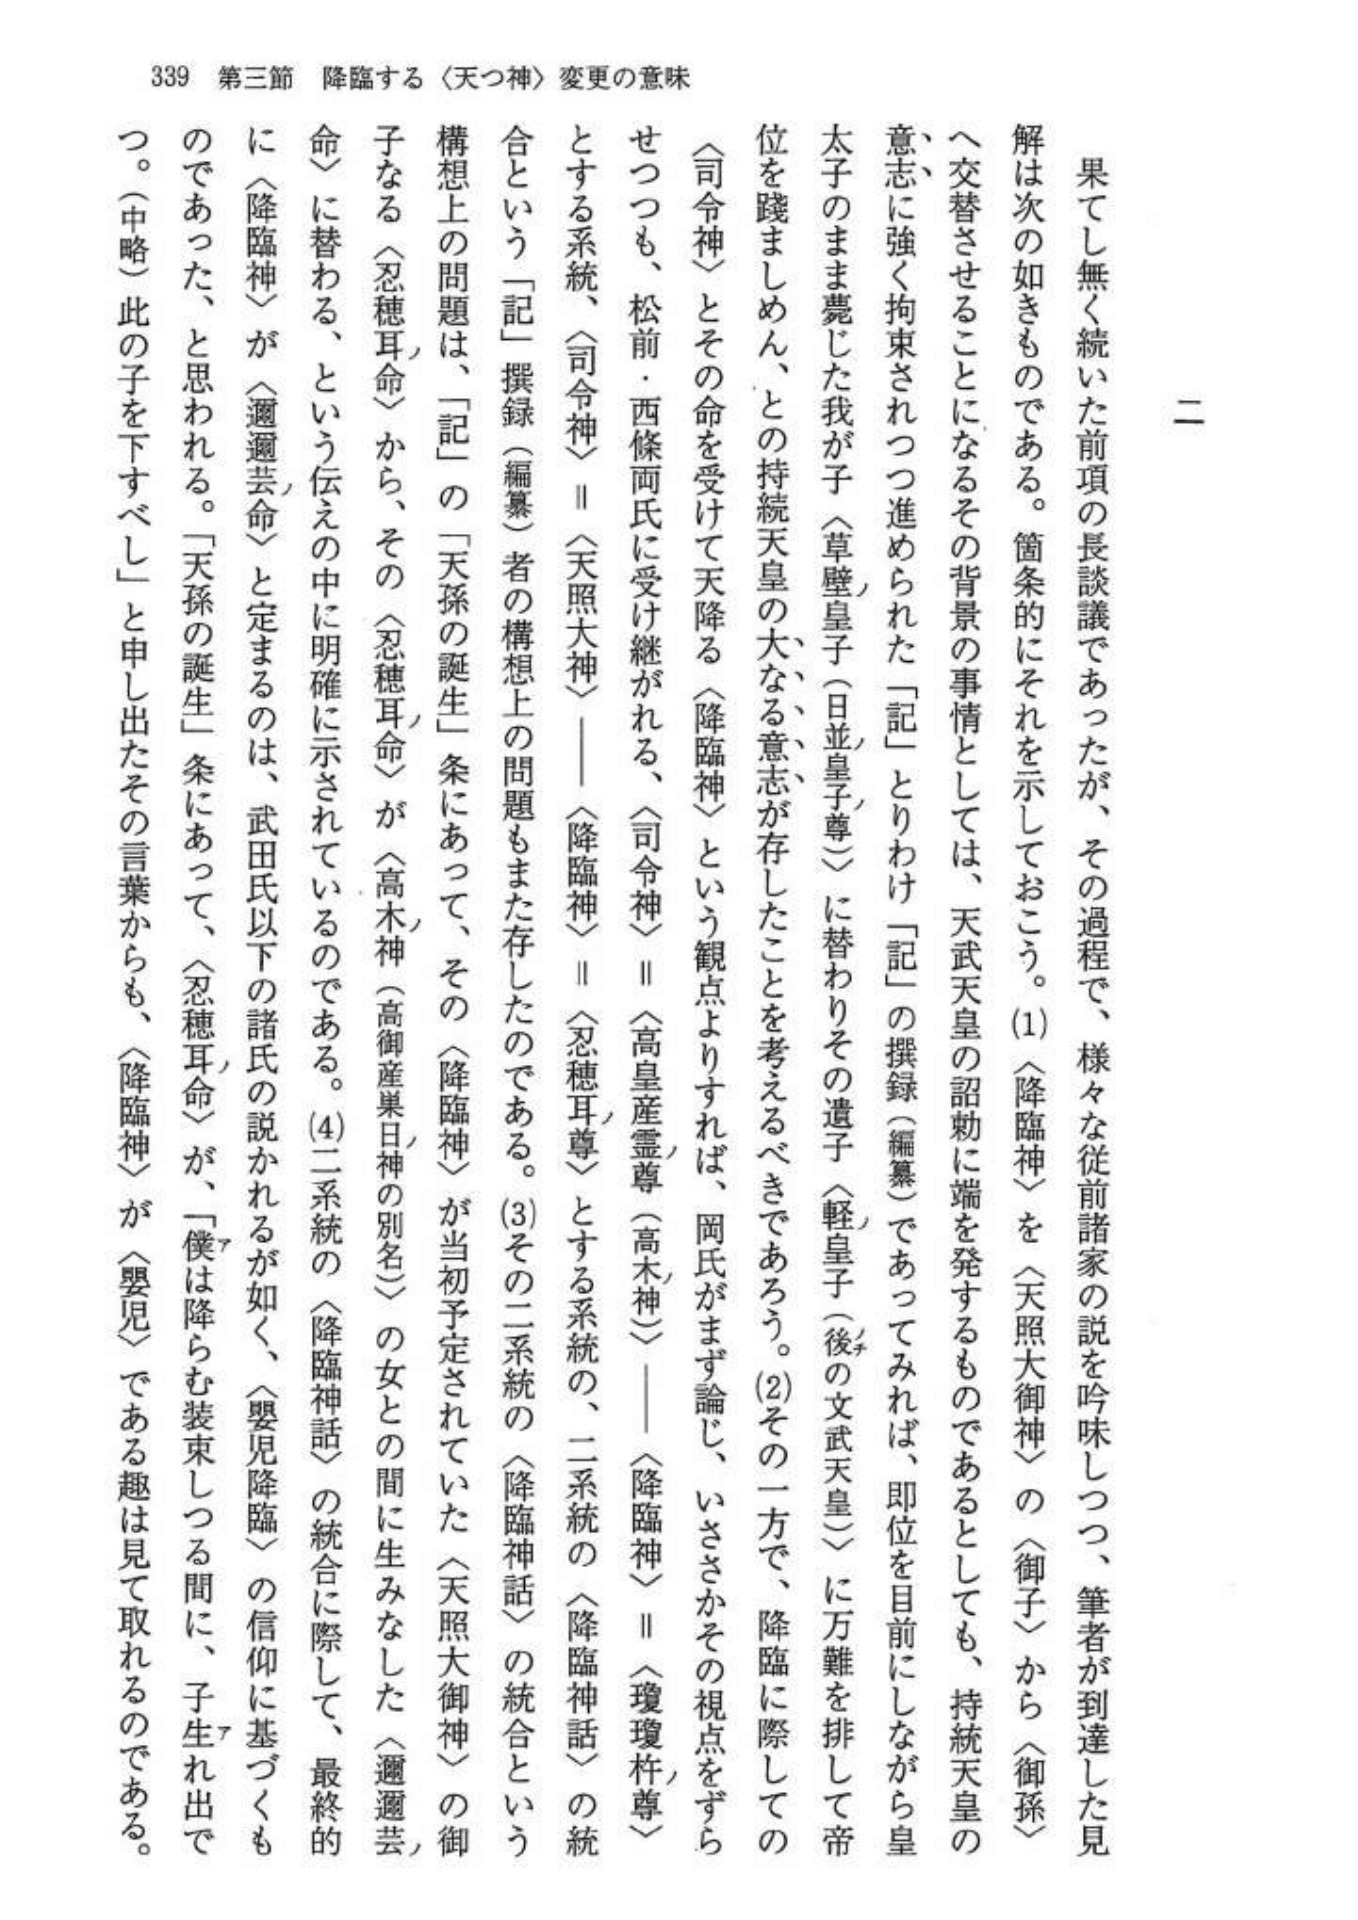 339　第三節　降臨する〈天つ神〉変更の意味
二
　果てし無く続いた前項の長談議であったが、その過程で、様々な従前諸家の説を吟味しつつ、筆者が到達した見
解は次の如きものである。箇条的にそれを示しておこう。(1)〈降臨神〉を〈天照大御神〉の〈御子〉から〈御孫〉
へ交替させることになるその背景の事情としては、天武天皇の詔勅に端を発するものであるとしても、持統天皇の
意志に強く拘束されつつ進められた「記」とりわけ「記」の撰録（編纂）であってみれば、即位を目前にしながら皇
太子のまま薨じた我が子〈草壁ノ皇子（日並ノ皇子ノ尊）〉に替わりその遺子〈軽ノ皇子（後ノチの文武天皇）〉に万難を排して帝
位を踐ましめん、との持続天皇の大なる意志が存したことを考えるべきであろう。(2)その一方で、降臨に際しての
〈司令神〉とその命を受けて天降る〈降臨神〉という観点よりすれば、岡氏がまず論じ、いささかその視点をずら
せつつも、松前・西條両氏に受け継がれる、〈司令神〉＝〈高皇産霊ノ尊（高木ノ神）〉――〈降臨神〉＝〈瓊瓊杵ノ尊〉
とする系統、〈司令神〉＝〈天照大神〉――〈降臨神〉＝〈忍穂耳ノ尊〉とする系統の、二系統の〈降臨神話〉の統
合という「記」撰録（編纂）者の構想上の問題もまた存したのである。(3)その二系統の〈降臨神話〉の統合という
構想上の問題は、「記」の「天孫の誕生」条にあって、その〈降臨神〉が当初予定されていた〈天照大御神〉の御
子なる〈忍穂耳ノ命〉から、その〈忍穂耳ノ命〉が〈高木ノ神（高御産巣日ノ神の別名）〉の女との間に生みなした〈邇邇芸ノ
命〉に替わる、という伝えの中に明確に示されているのである。(4)二系統の〈降臨神話〉の統合に際して、最終的
に〈降臨神〉が〈邇邇芸ノ命〉と定まるのは、武田氏以下の諸氏の説かれるが如く、〈嬰児降臨〉の信仰に基づくも
のであった、と思われる。「天孫の誕生」条にあって、〈忍穂耳ノ命〉が、「僕アは降らむ装束しつる間に、子生アれ出で
つ。（中略）此の子を下すべし」と申し出たその言葉からも、〈降臨神〉が〈嬰児〉である趣は見て取れるのである。